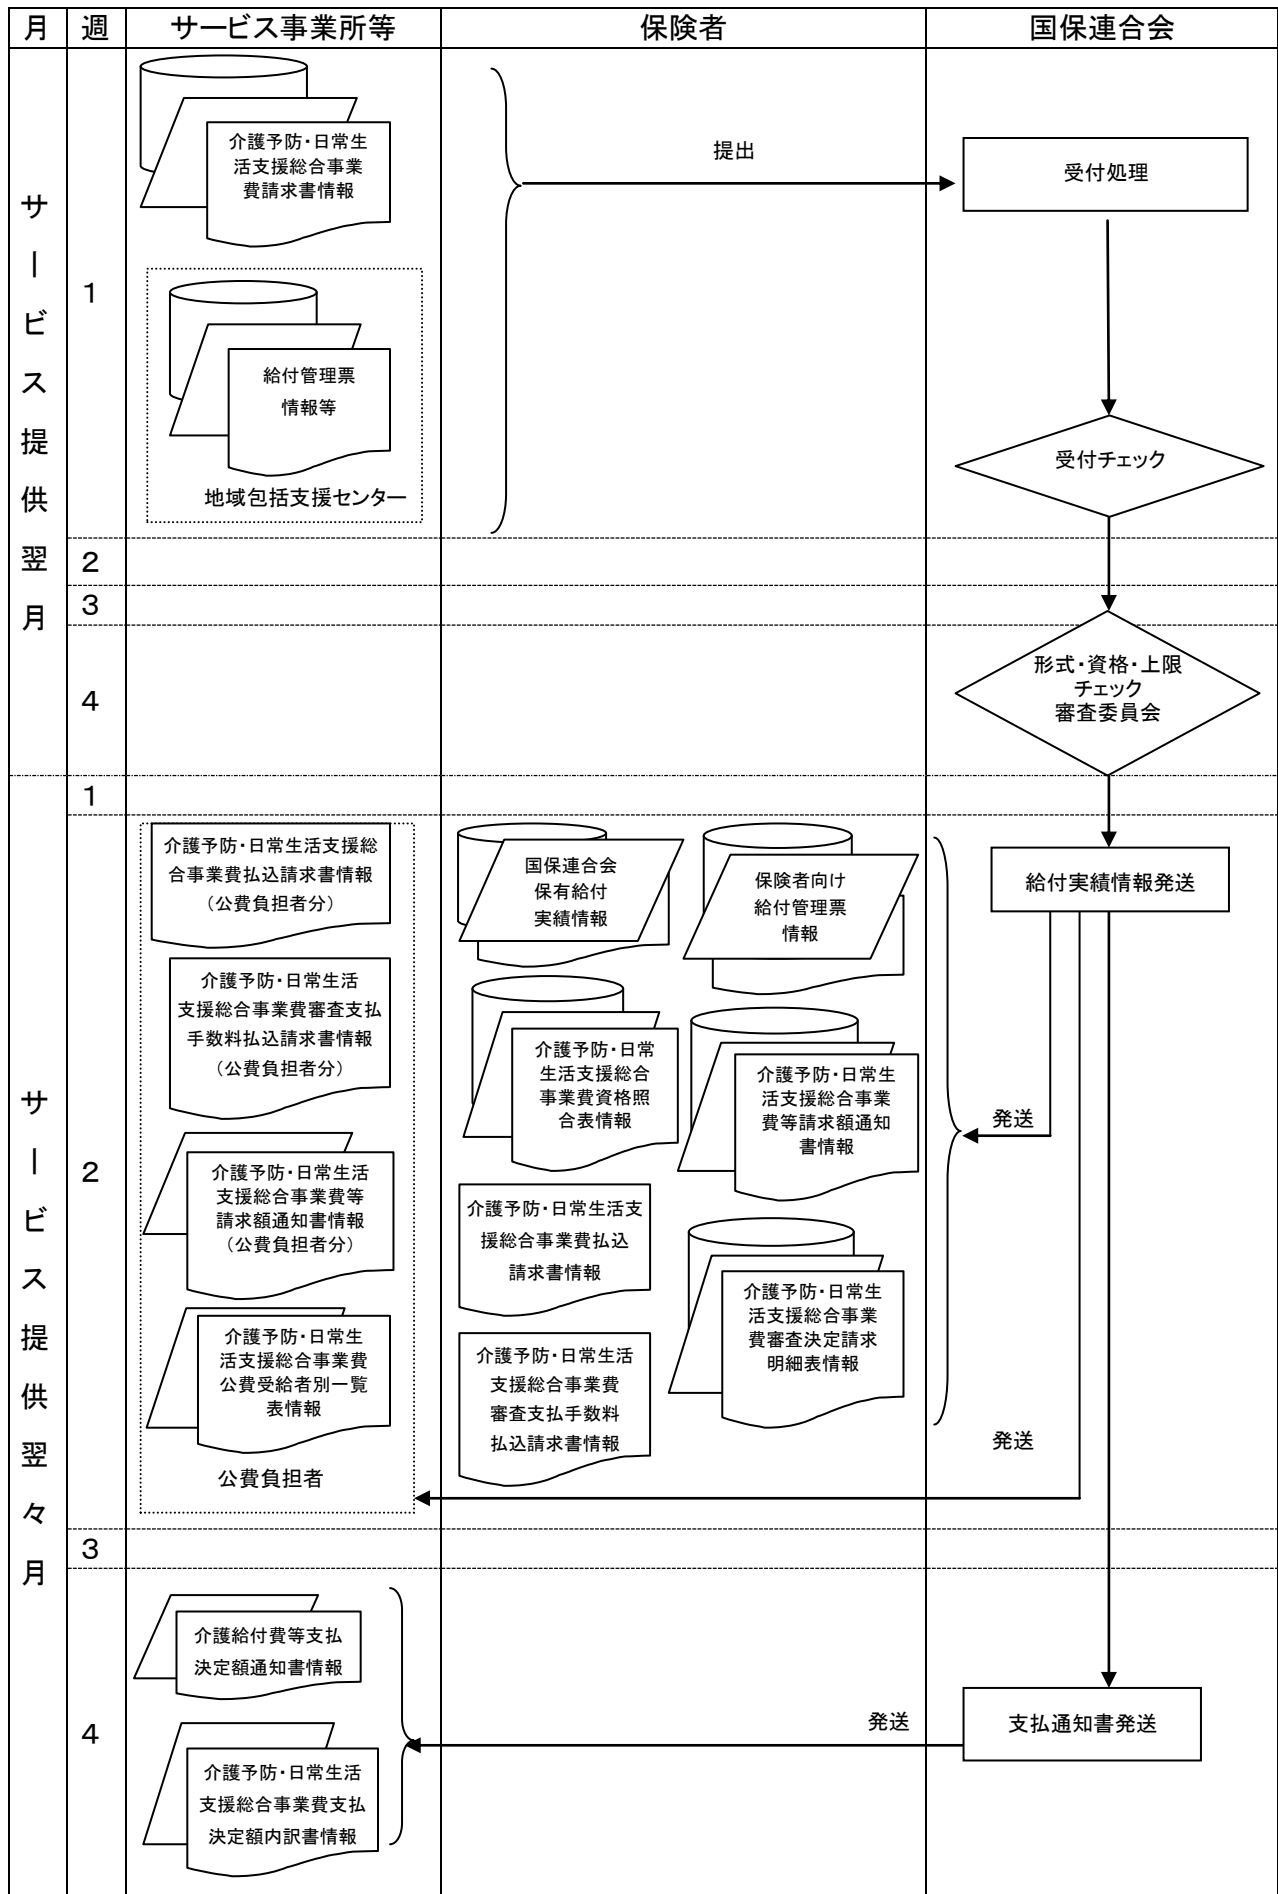 月
週
サービス事業所等
保険者
国保連合会
サービス提供翌月
1
介護予防・日常生
活支援総合事業
費請求書情報
給付管理票
情報等
地域包括支援センター
提出
受付処理
受付チェック
2
3
4
形式・資格・上限
チェック
審査委員会
サービス提供翌々月
1
2
介護予防・日常生活支援総
合事業費払込請求書情報
（公費負担者分）
介護予防・日常生活
支援総合事業費審査支払
手数料払込請求書情報
（公費負担者分）
介護予防・日常生活
支援総合事業費等
請求額通知書情報
（公費負担者分）
介護予防・日常生
活支援総合事業費
公費受給者別一覧
表情報
公費負担者
国保連合会
保有給付
実績情報
保険者向け
給付管理票
情報
介護予防・日常
生活支援総合
事業費資格照
合表情報
介護予防・日常生
活支援総合事業
費等請求額通知
書情報
介護予防・日常生活支
援総合事業費払込
請求書情報
介護予防・日常生
活支援総合事業
費審査決定請求
明細表情報
介護予防・日常生活
支援総合事業費
審査支払手数料
払込請求書情報
給付実績情報発送
発送
発送
3
4
介護給付費等支払
決定額通知書情報
介護予防・日常生活
支援総合事業費支払
決定額内訳書情報
発送
支払通知書発送